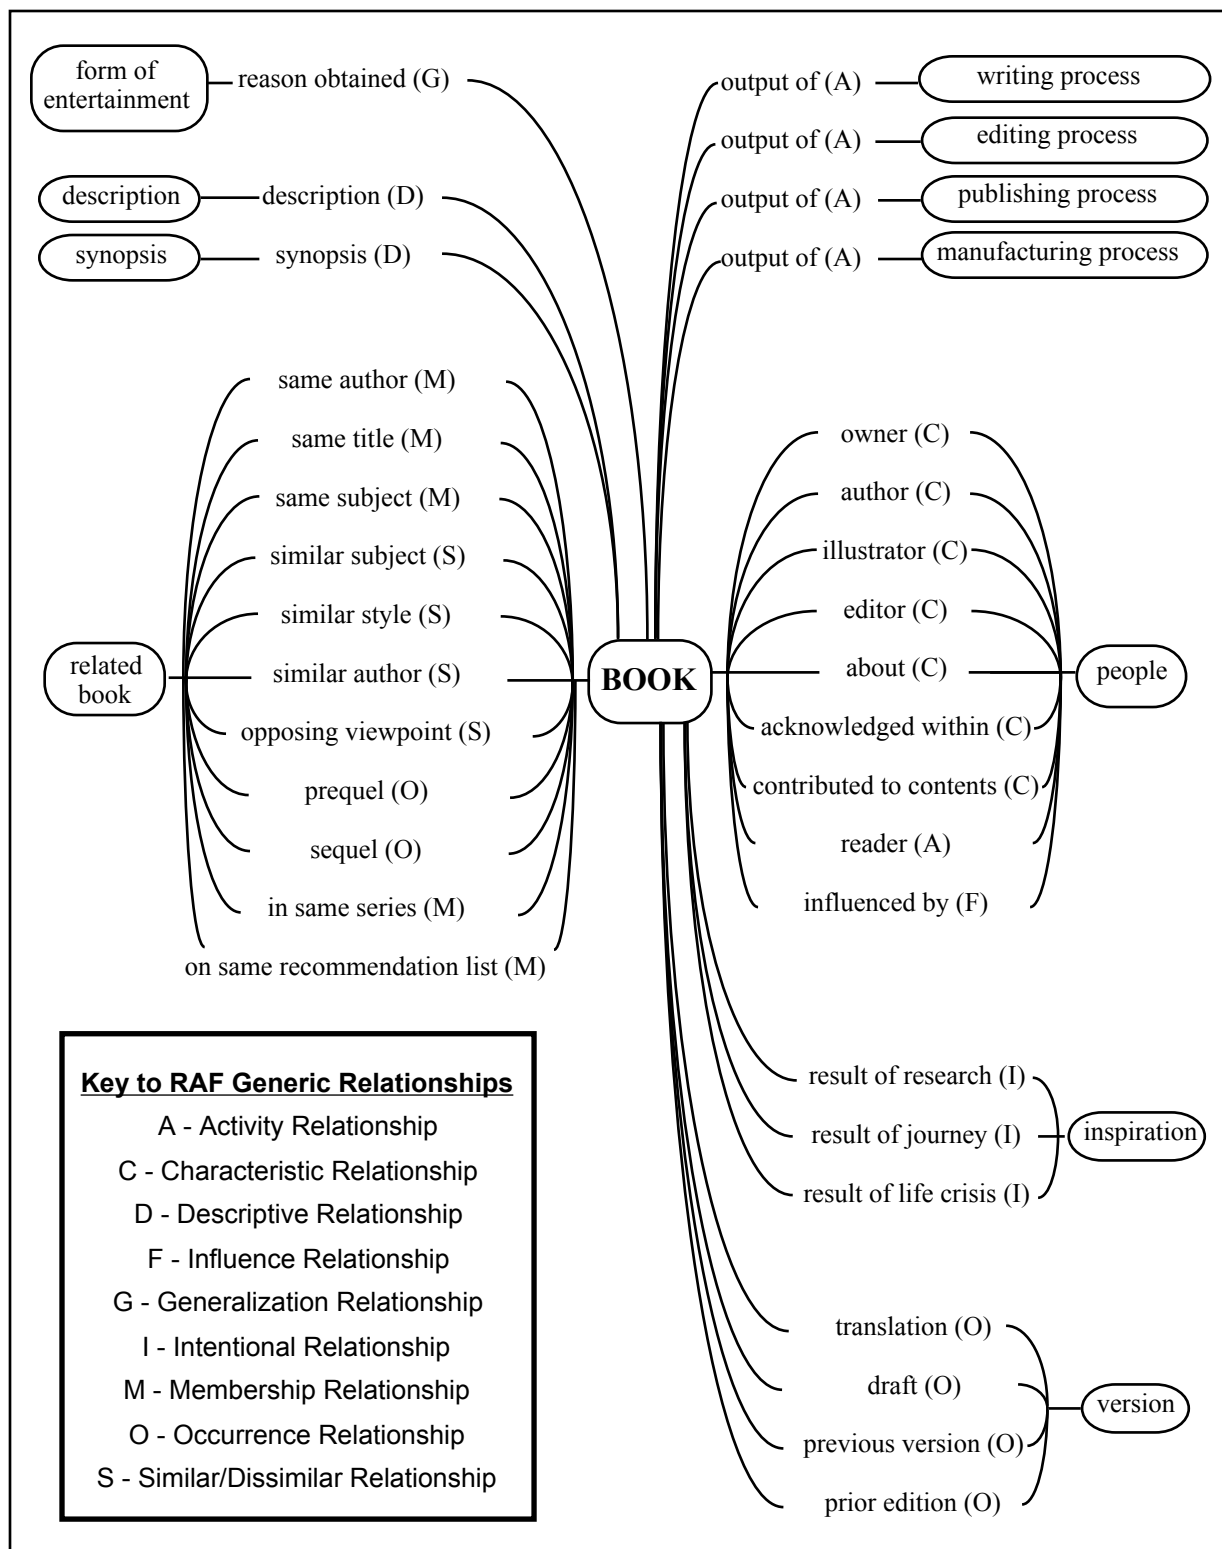 form of
entertainment
reason obtained (G)
description
description (D)
synopsis
synopsis (D)
output of (A)
writing process
output of (A)
editing process
output of (A)
publishing process
output of (A)
manufacturing process
same author (M)
same title (M)
same subject (M)
similar subject (S)
similar style (S)
similar author (S)
opposing viewpoint (S)
prequel (O)
sequel (O)
in same series (M)
on same recommendation list (M)
related
book
BOOK
owner (C)
author (C)
illustrator (C)
editor (C)
about (C)
acknowledged within (C)
contributed to contents (C)
reader (A)
influenced by (F)
people
result of research (I)
result of journey (I)
result of life crisis (I)
inspiration
translation (O)
draft (O)
previous version (O)
prior edition (O)
version
Key to RAF Generic Relationships
A - Activity Relationship
C - Characteristic Relationship
D - Descriptive Relationship
F - Influence Relationship
G - Generalization Relationship
I - Intentional Relationship
M - Membership Relationship
O - Occurrence Relationship
S - Similar/Dissimilar Relationship